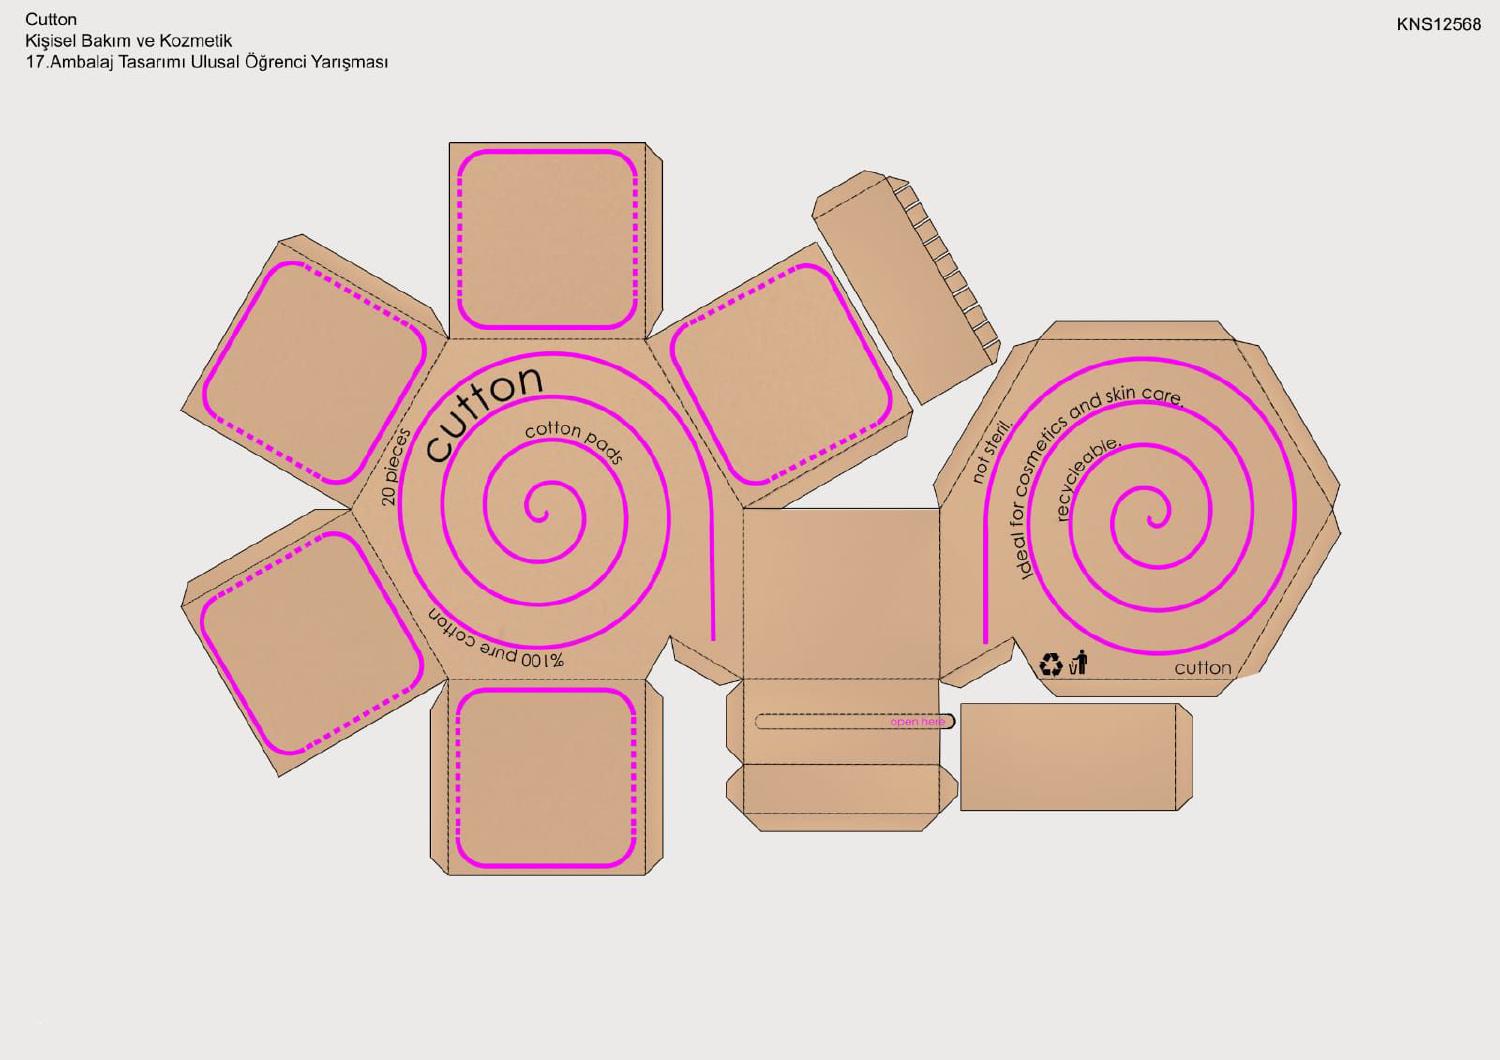 Cutton
Kişisel Bakım ve Kozmetik
17.Ambalaj Tasarımı Ulusal Öğrenci Yarışması
KNS12568
cutton
cotton pads
20 pieces
%100 pure cotton
not steril.
Ideal for cosmetics and skin care.
recycleable.
cutton
open here